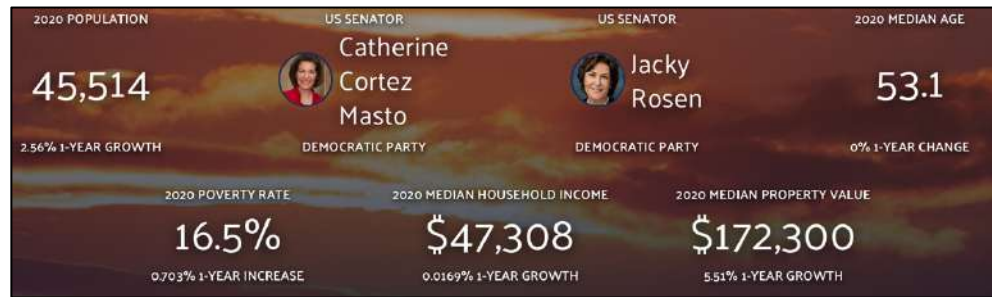 2020 POPULATION
45,514
2.56% 1-YEAR GROWTH
US SENATOR
Catherine
Cortez
Masto
DEMOCRATIC PARTY
US SENATOR
Jacky
Rosen
DEMOCRATIC PARTY
2020 MEDIAN AGE
53.1
0% 1-YEAR CHANGE
2020 POVERTY RATE
16.5%
0.703% 1-YEAR INCREASE
2020 MEDIAN HOUSEHOLD INCOME
$47,308
0.0169% 1-YEAR GROWTH
2020 MEDIAN PROPERTY VALUE
$172,300
5.51% 1-YEAR GROWTH